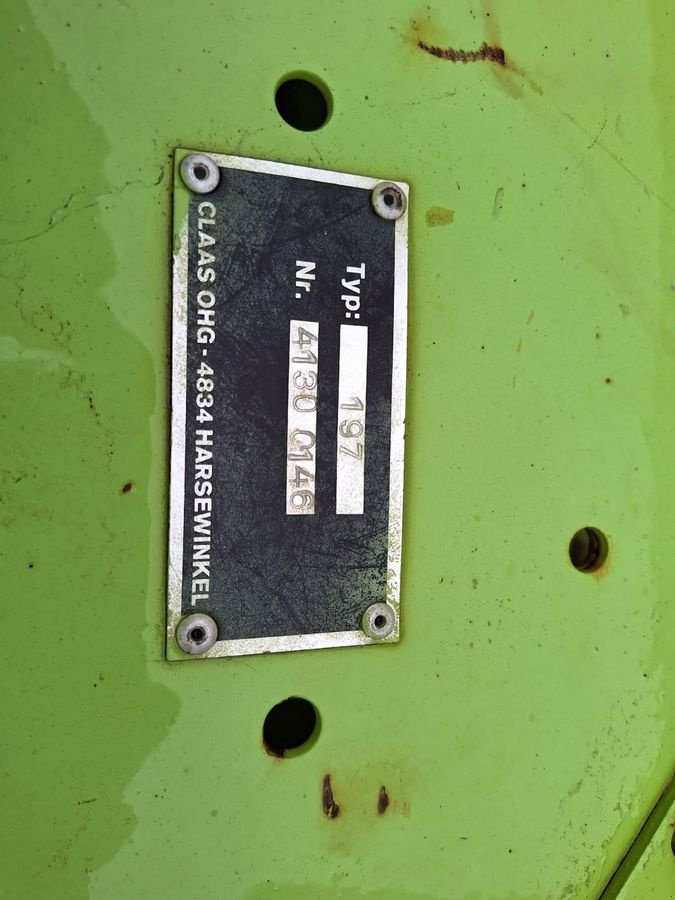 Typ: 197
Nr. 4130 0146
CLAAS OHG - 4834 HARSEWINKEL